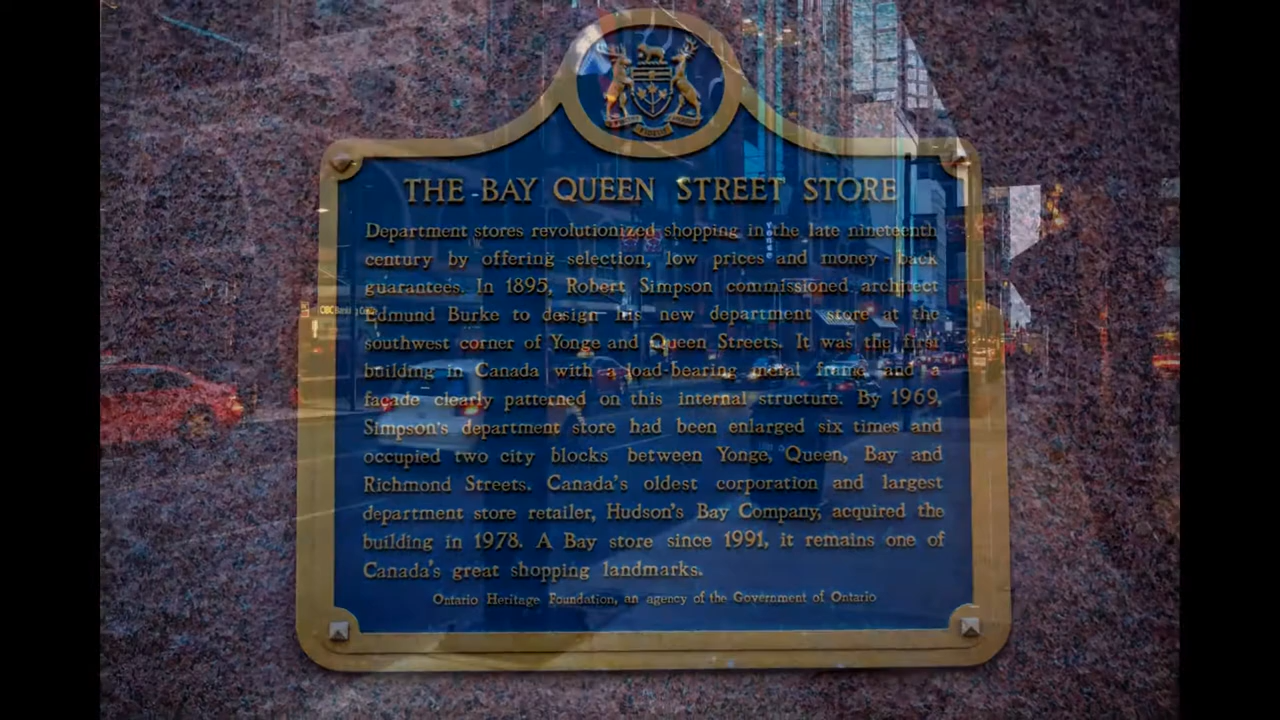 THE BAY QUEEN STREET STORE
Department stores revolutionized shopping in the late nineteenth
century by offering selection, low prices and money-back
guarantees. In 1895, Robert Simpson commissioned architect
Edmund Burke to design his new department store at the
southwest corner of Yonge and Queen Streets. It was the first
building in Canada with a load-bearing metal frame and a
façade clearly patterned on this internal structure. By 1969,
Simpson's department store had been enlarged six times and
occupied two city blocks between Yonge, Queen, Bay and
Richmond Streets. Canada's oldest corporation and largest
department store retailer, Hudson's Bay Company, acquired the
building in 1978. A Bay store since 1991, it remains one of
Canada's great shopping landmarks.
Ontario Heritage Foundation, an agency of the Government of Ontario
Yonge
CIBC Banking Centre